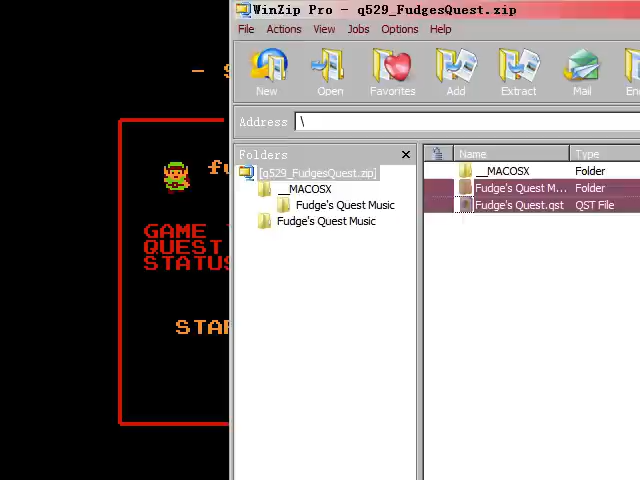 WinZip Pro - q529_FudgesQuest.zip
File Actions View Jobs Options Help
New Open Favorites Add Extract Mail
Address \
Folders
[q529_FudgesQuest.zip]
__MACOSX
Fudge's Quest Music
Fudge's Quest Music
Name Type
__MACOSX Folder
Fudge's Quest M... Folder
Fudge's Quest.qst QST File
- S
fu
GAME
QUEST
STATUS
STAR